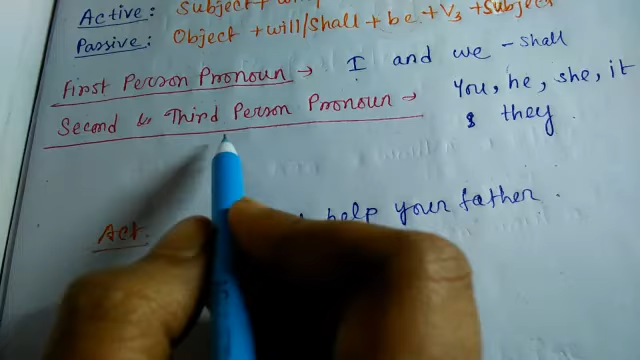 Active: Subject + will/
Passive: Object + will/Shall + be + V3 + Subject
First Person Pronoun → I and we - shall
Second & Third Person Pronoun → You, he, she, it
& they.
Act. help your father.